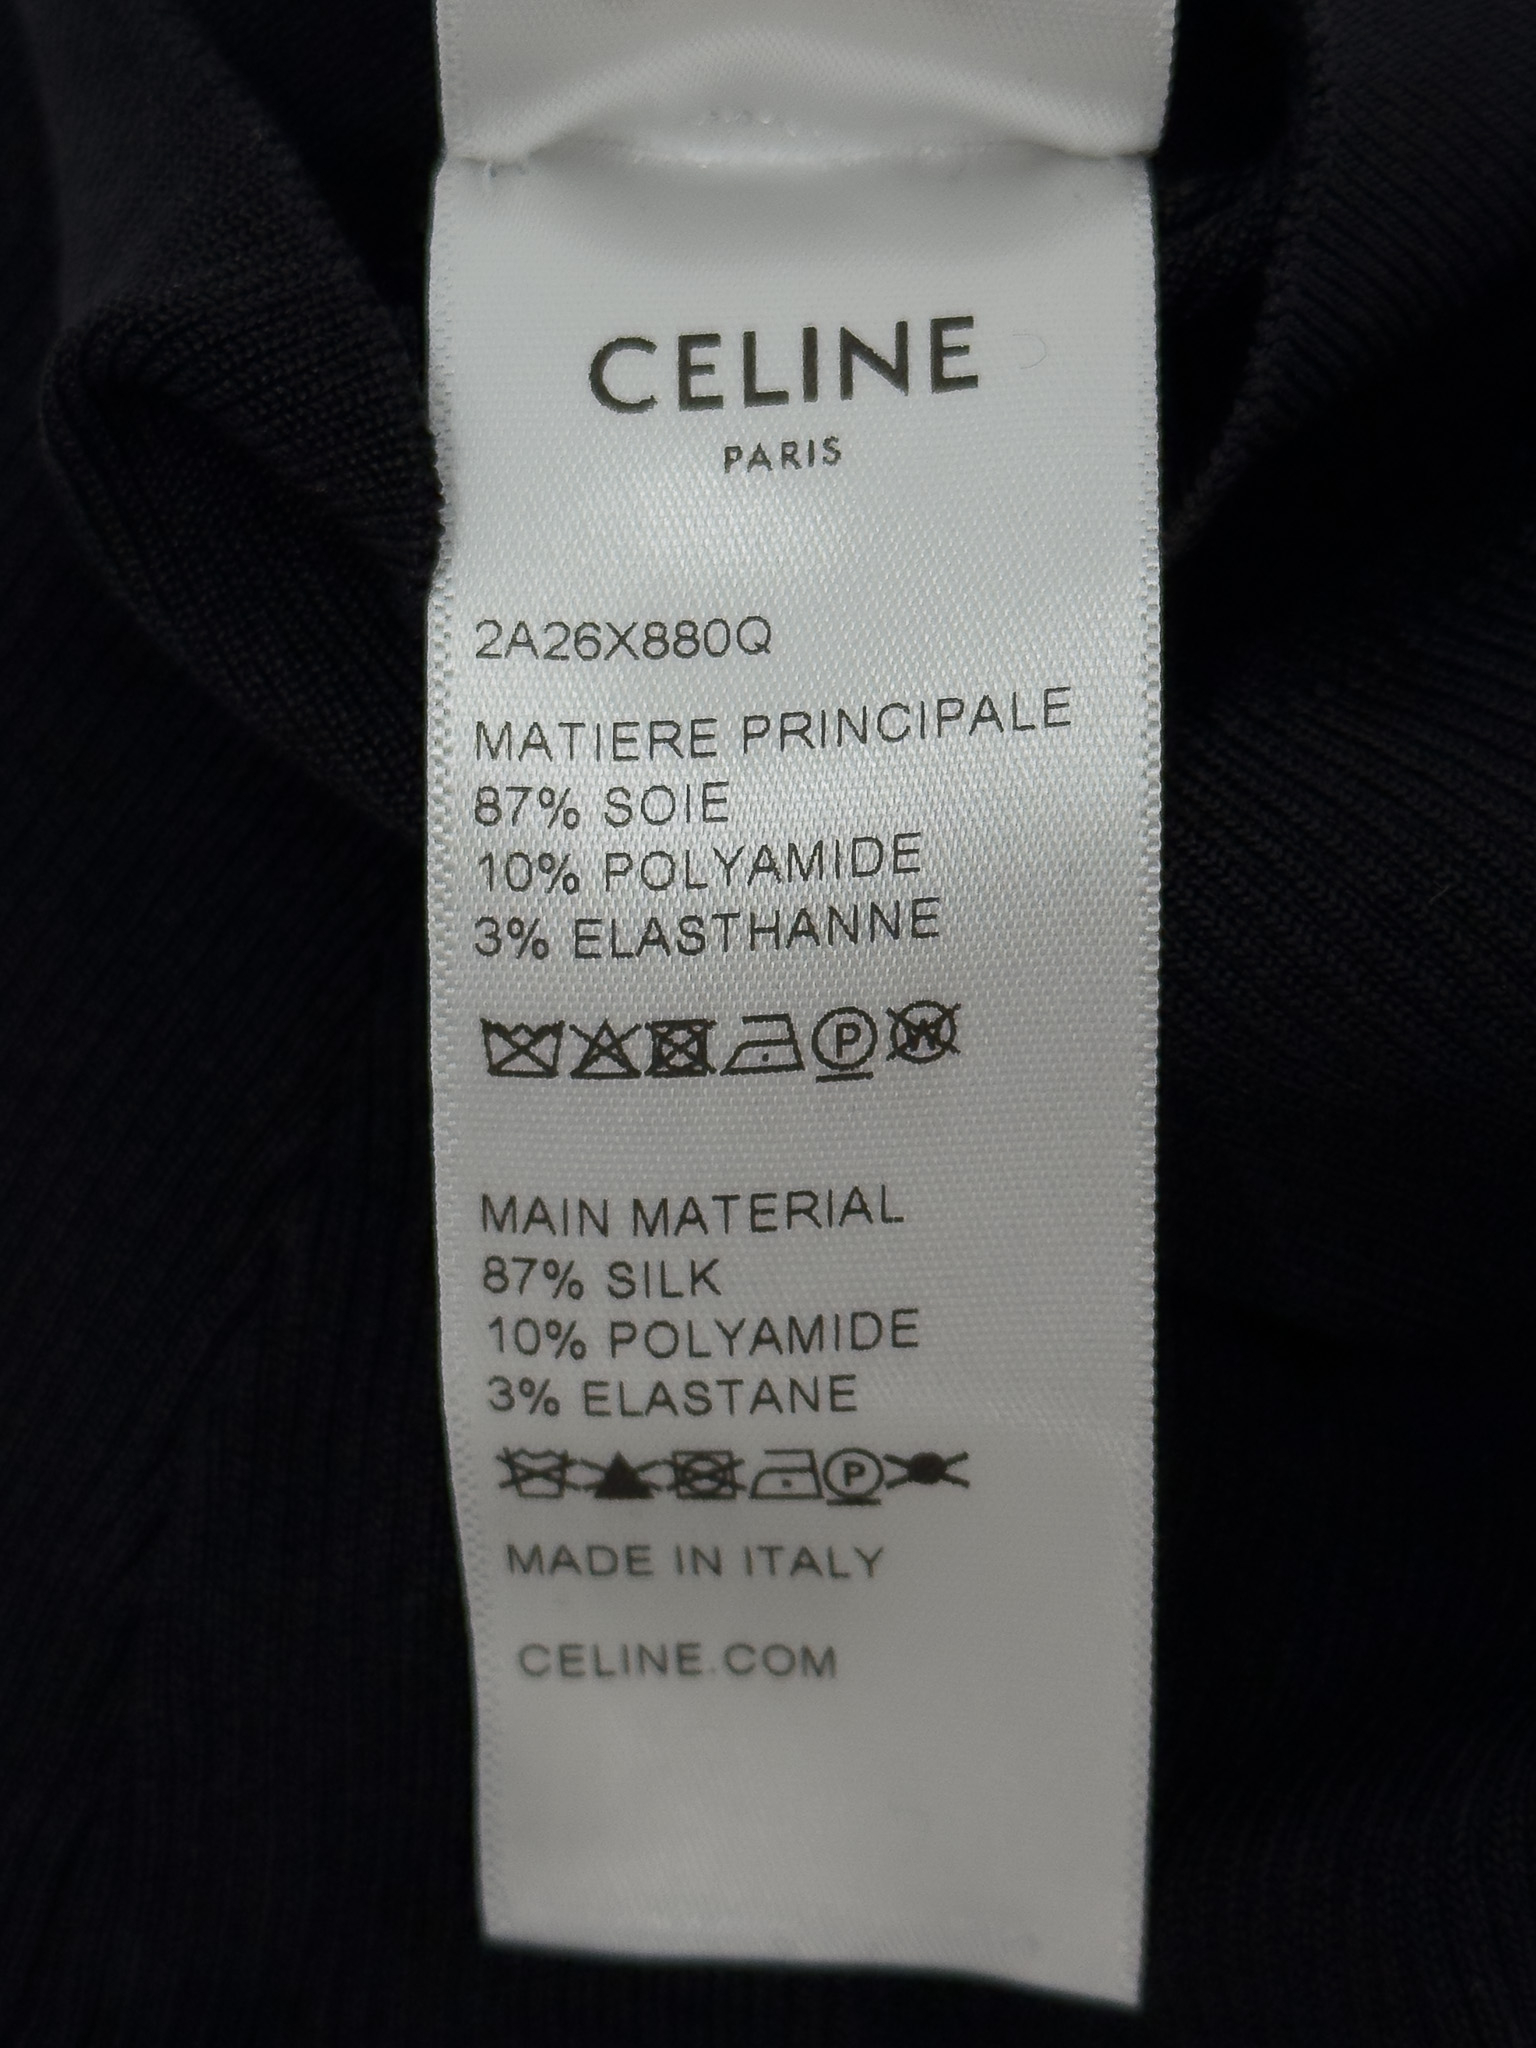 CELINE
PARIS
2A26X880Q
MATIERE PRINCIPALE
87% SOIE
10% POLYAMIDE
3% ELASTHANNE
P W
MAIN MATERIAL
87% SILK
10% POLYAMIDE
3% ELASTANE
P
MADE IN ITALY
CELINE.COM